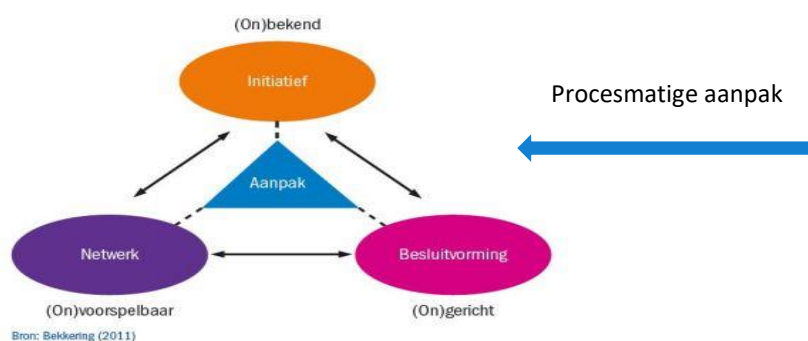 (On)bekend
Initiatief
Procesmatige aanpak
Aanpak
Netwerk
Besluitvorming
(On)voorspelbaar
(On)gericht
Bron: Bekkering (2011)